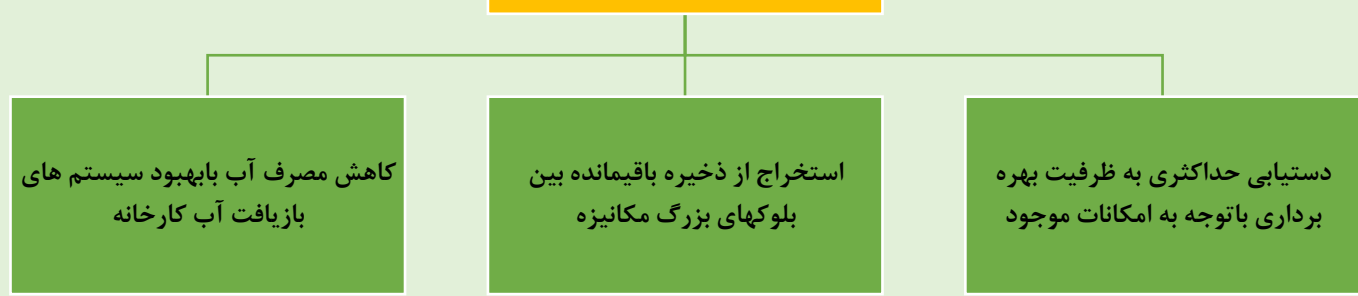 دستیابی حداکثری به ظرفیت بهره
برداری باتوجه به امکانات موجود
استخراج از ذخیره باقیمانده بین
بلوکهای بزرگ مکانیزه
کاهش مصرف آب بابهبود سیستم های
بازیافت آب کارخانه